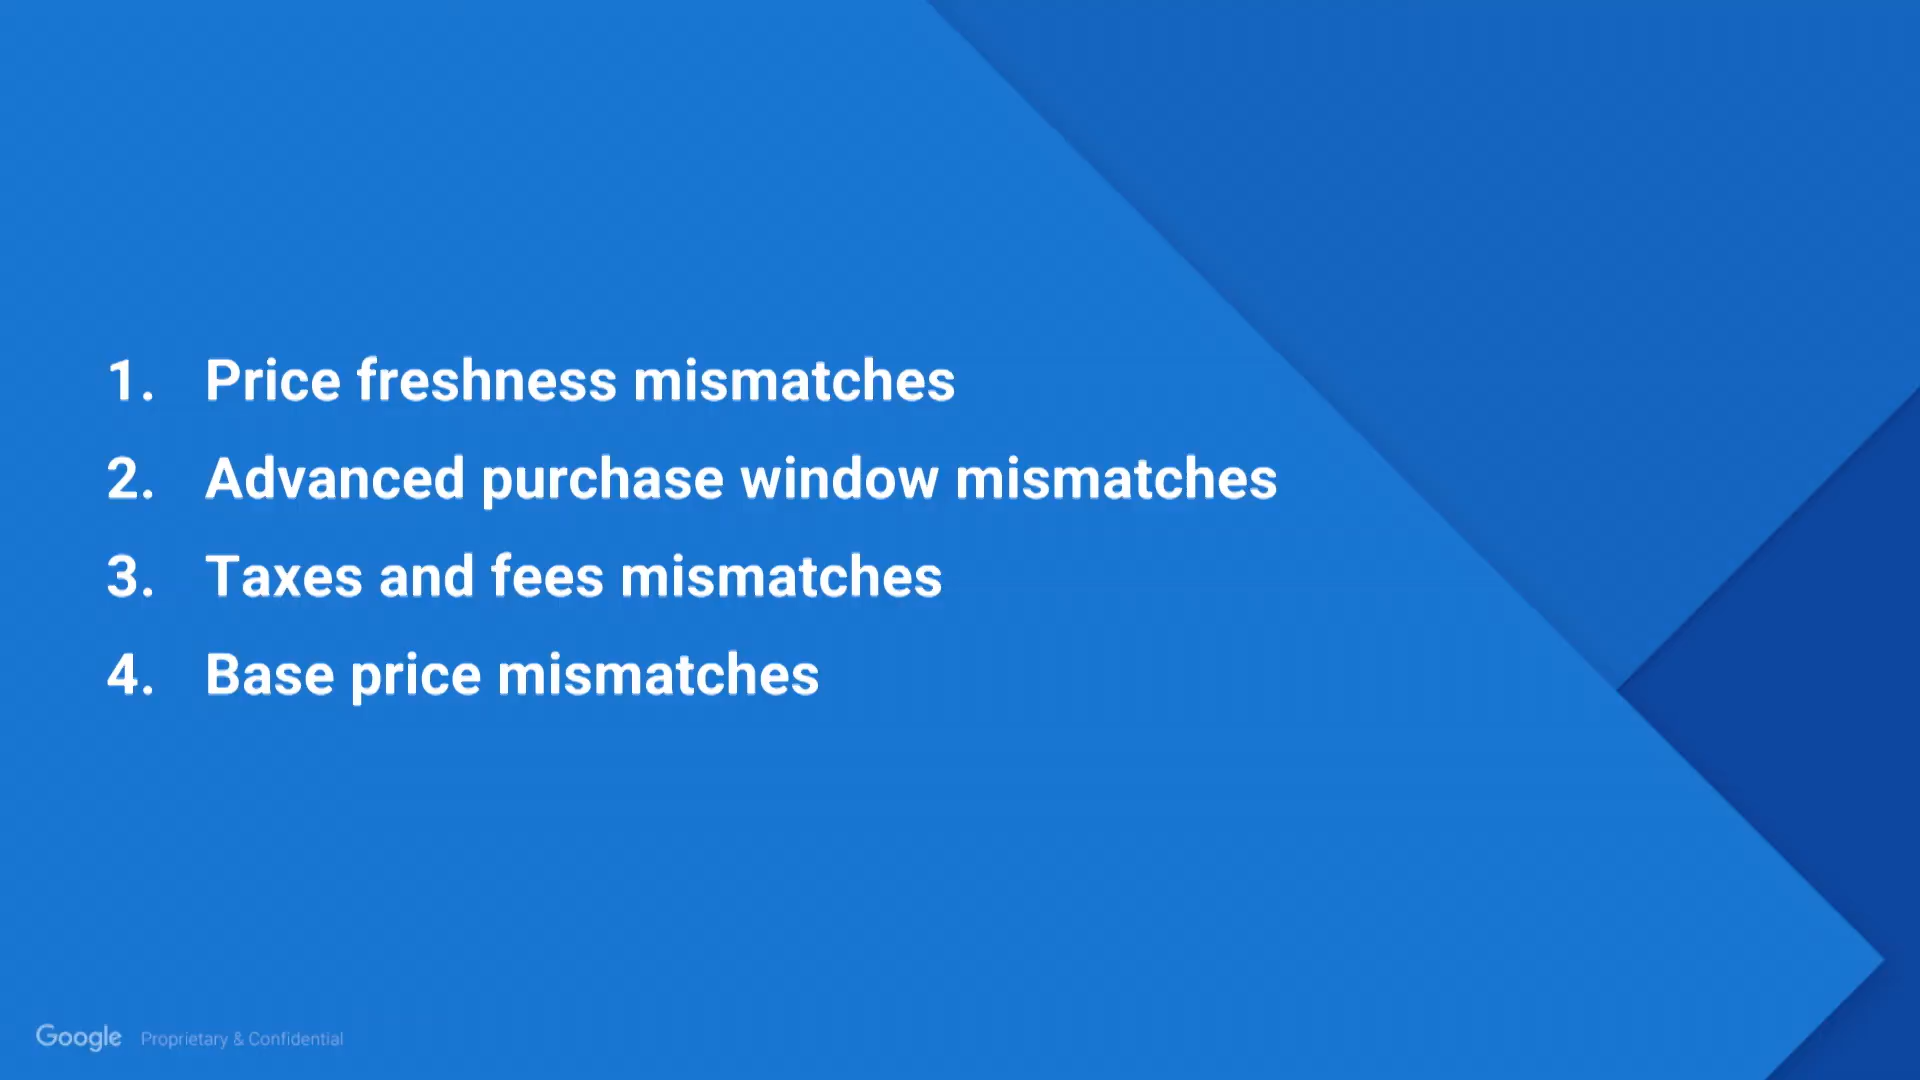 1. Price freshness mismatches
2. Advanced purchase window mismatches
3. Taxes and fees mismatches
4. Base price mismatches
Google Proprietary & Confidential